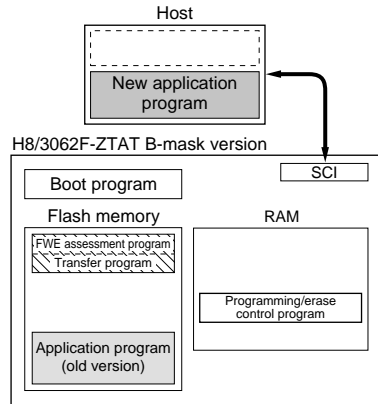 Host
New application
program
H8/3062F-ZTAT B-mask version
SCI
Boot program
Flash memory
RAM
FWE assessment program
Transfer program
Programming/erase
control program
Application program
(old version)